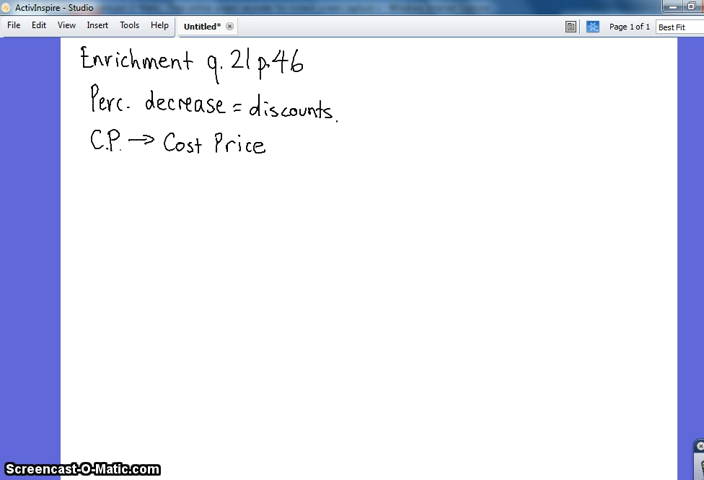 ActivInspire - Studio
File Edit View Insert Tools Help Untitled* Page 1 of 1 Best Fit
Enrichment q. 21 p.46
Perc. decrease = discounts.
C.P. → Cost Price
Screencast-O-Matic.com